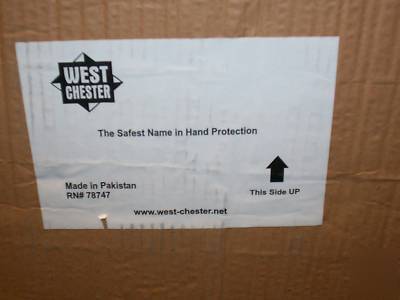 WEST
CHESTER
The Safest Name in Hand Protection
Made in Pakistan
RN# 78747
This Side UP
www.west-chester.net